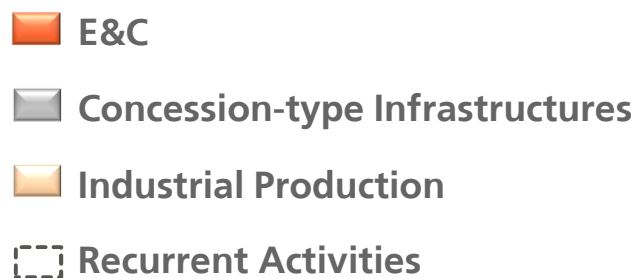 E&C
Concession-type Infrastructures
Industrial Production
Recurrent Activities